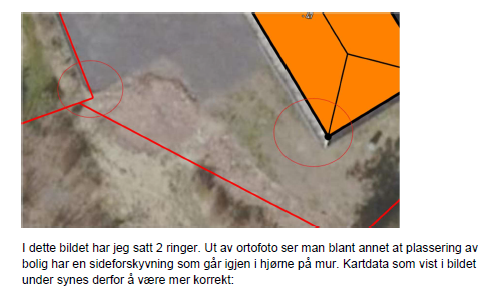 I dette bildet har jeg satt 2 ringer. Ut av ortofoto ser man blant annet at plassering av
bolig har en sideforskyvning som går igjen i hjørne på mur. Kartdata som vist i bildet
under synes derfor å være mer korrekt: